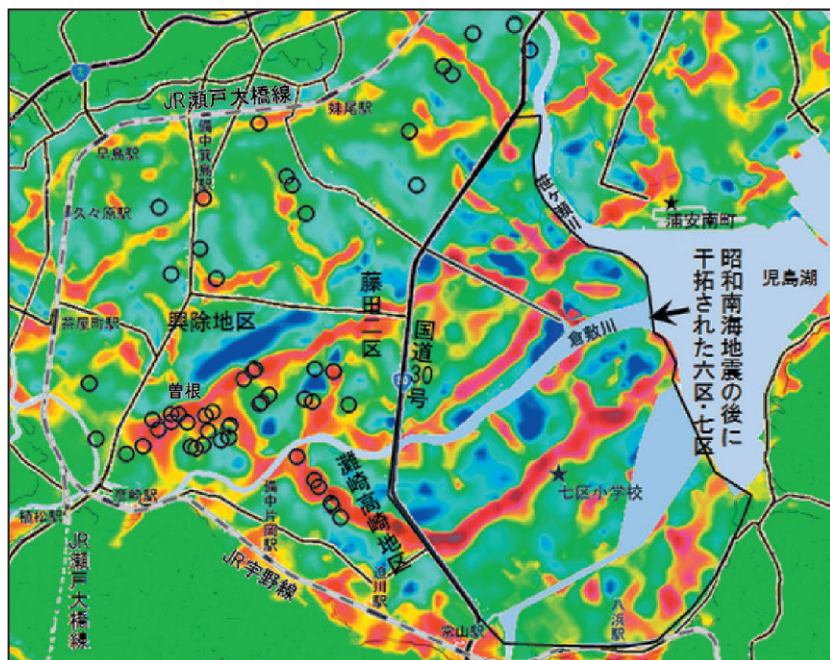 JR瀬戸大橋線
妹尾駅
早島駅
備中箕島駅
久々原駅
笹ヶ瀬川
浦安南町
児島湖
昭和南海地震の後に
干拓された六区・七区
藤田二区
国道30号
倉敷川
興除地区
茶屋町駅
曽根
灘崎高崎地区
七区小学校
植松駅
彦崎駅
備中片岡駅
迫川駅
JR宇野線
JR瀬戸大橋線
常山駅
八浜駅